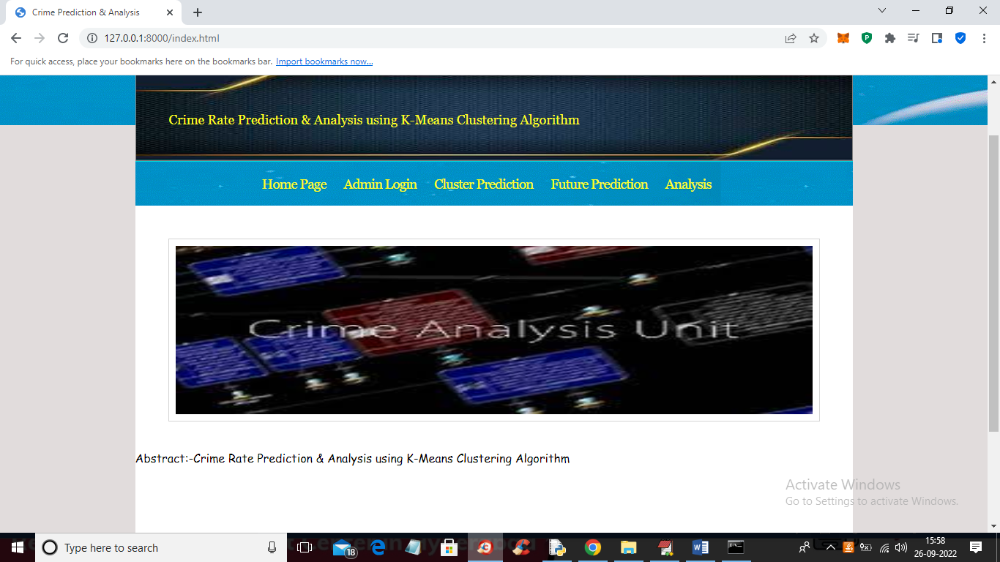 Crime Prediction & Analysis
127.0.0.1:8000/index.html
For quick access, place your bookmarks here on the bookmarks bar. Import bookmarks now...
Crime Rate Prediction & Analysis using K-Means Clustering Algorithm
Home Page Admin Login Cluster Prediction Future Prediction Analysis
Crime Analysis Unit
Abstract:-Crime Rate Prediction & Analysis using K-Means Clustering Algorithm
Activate Windows
Go to Settings to activate Windows.
Type here to search
18
15:58
26-09-2022